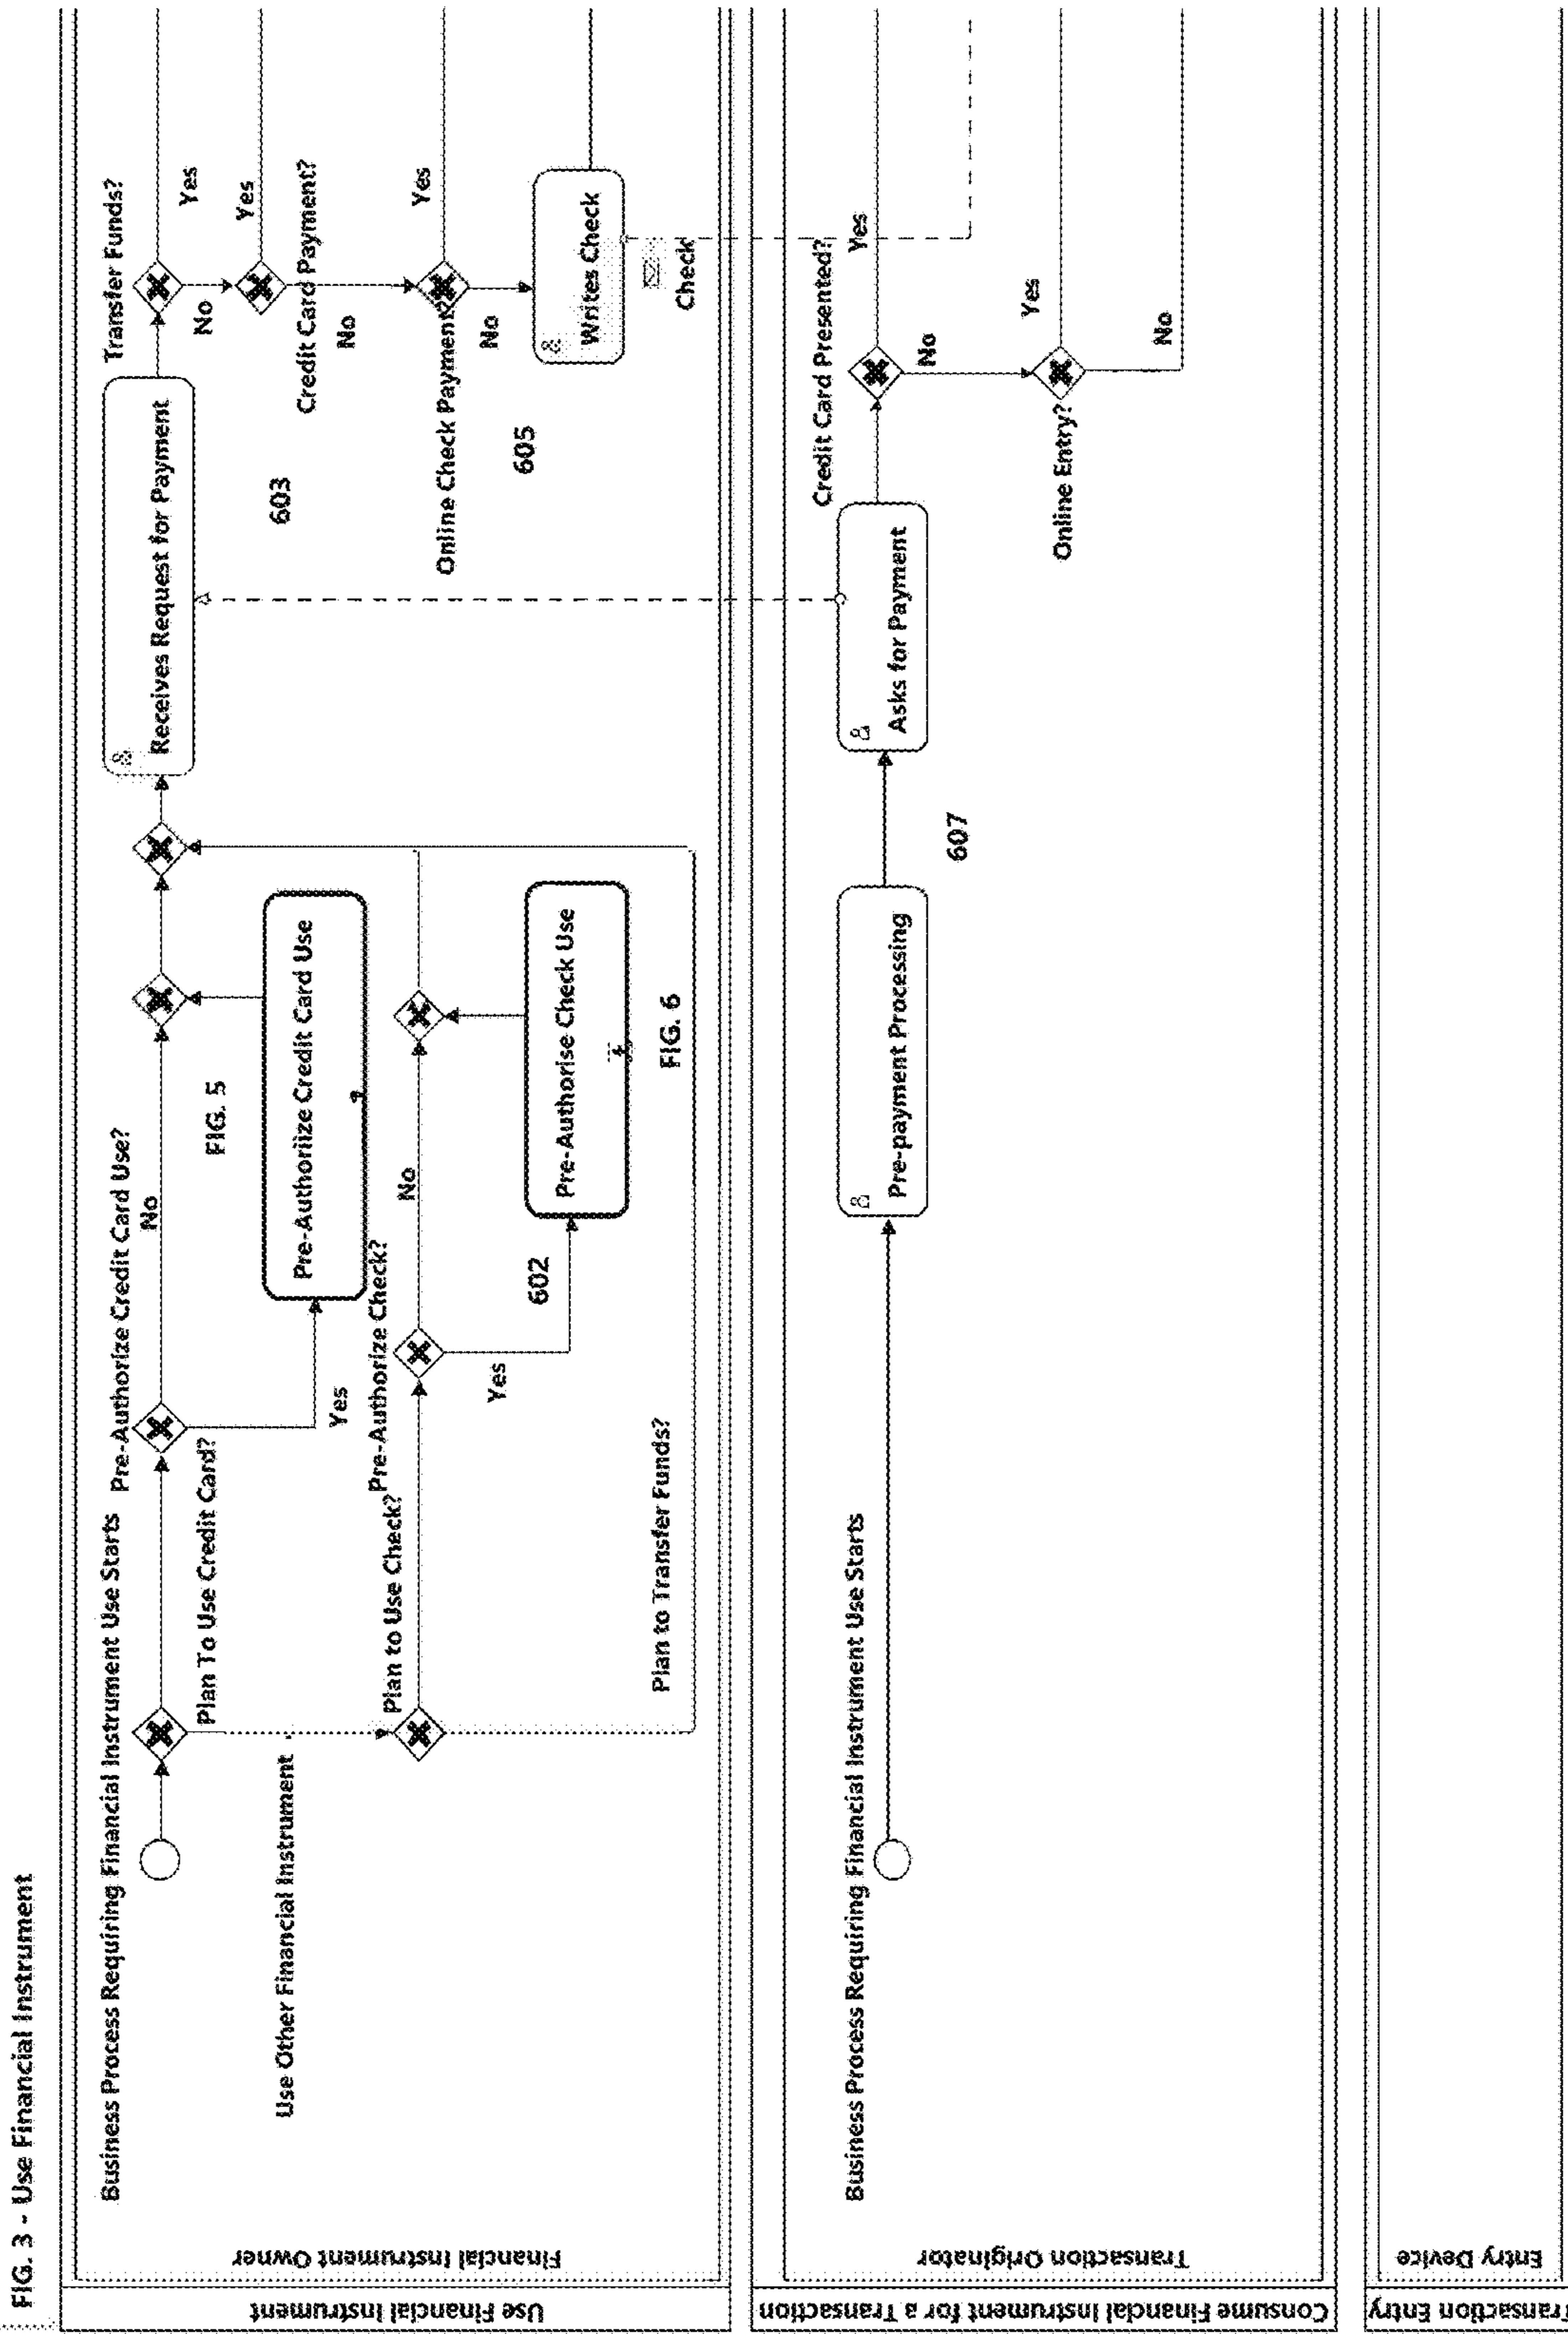 FIG. 3 - Use Financial Instrument
Use Financial Instrument
Financial Instrument Owner
Business Process Requiring Financial Instrument Use Starts
Plan To Use Credit Card?
Use Other Financial Instrument
Plan to Use Check?
Plan to Transfer Funds?
Pre-Authorize Credit Card Use?
No
Yes
FIG. 5
Pre-Authoriize Credit Card Use
Pre-Authorize Check?
No
Yes
602
Pre-Authorise Check Use
FIG. 6
Receives Request for Payment
603
Transfer Funds?
Yes
No
Yes
Credit Card Payment?
No
Online Check Payment?
Yes
No
605
Writes Check
Check
Consume Financial Instrument for a Transaction
Transaction Originator
Business Process Requiring Financial Instrument Use Starts
Pre-payment Processing
607
Asks for Payment
Credit Card Presented?
Yes
No
Online Entry?
Yes
No
Transaction Entry
Entry Device